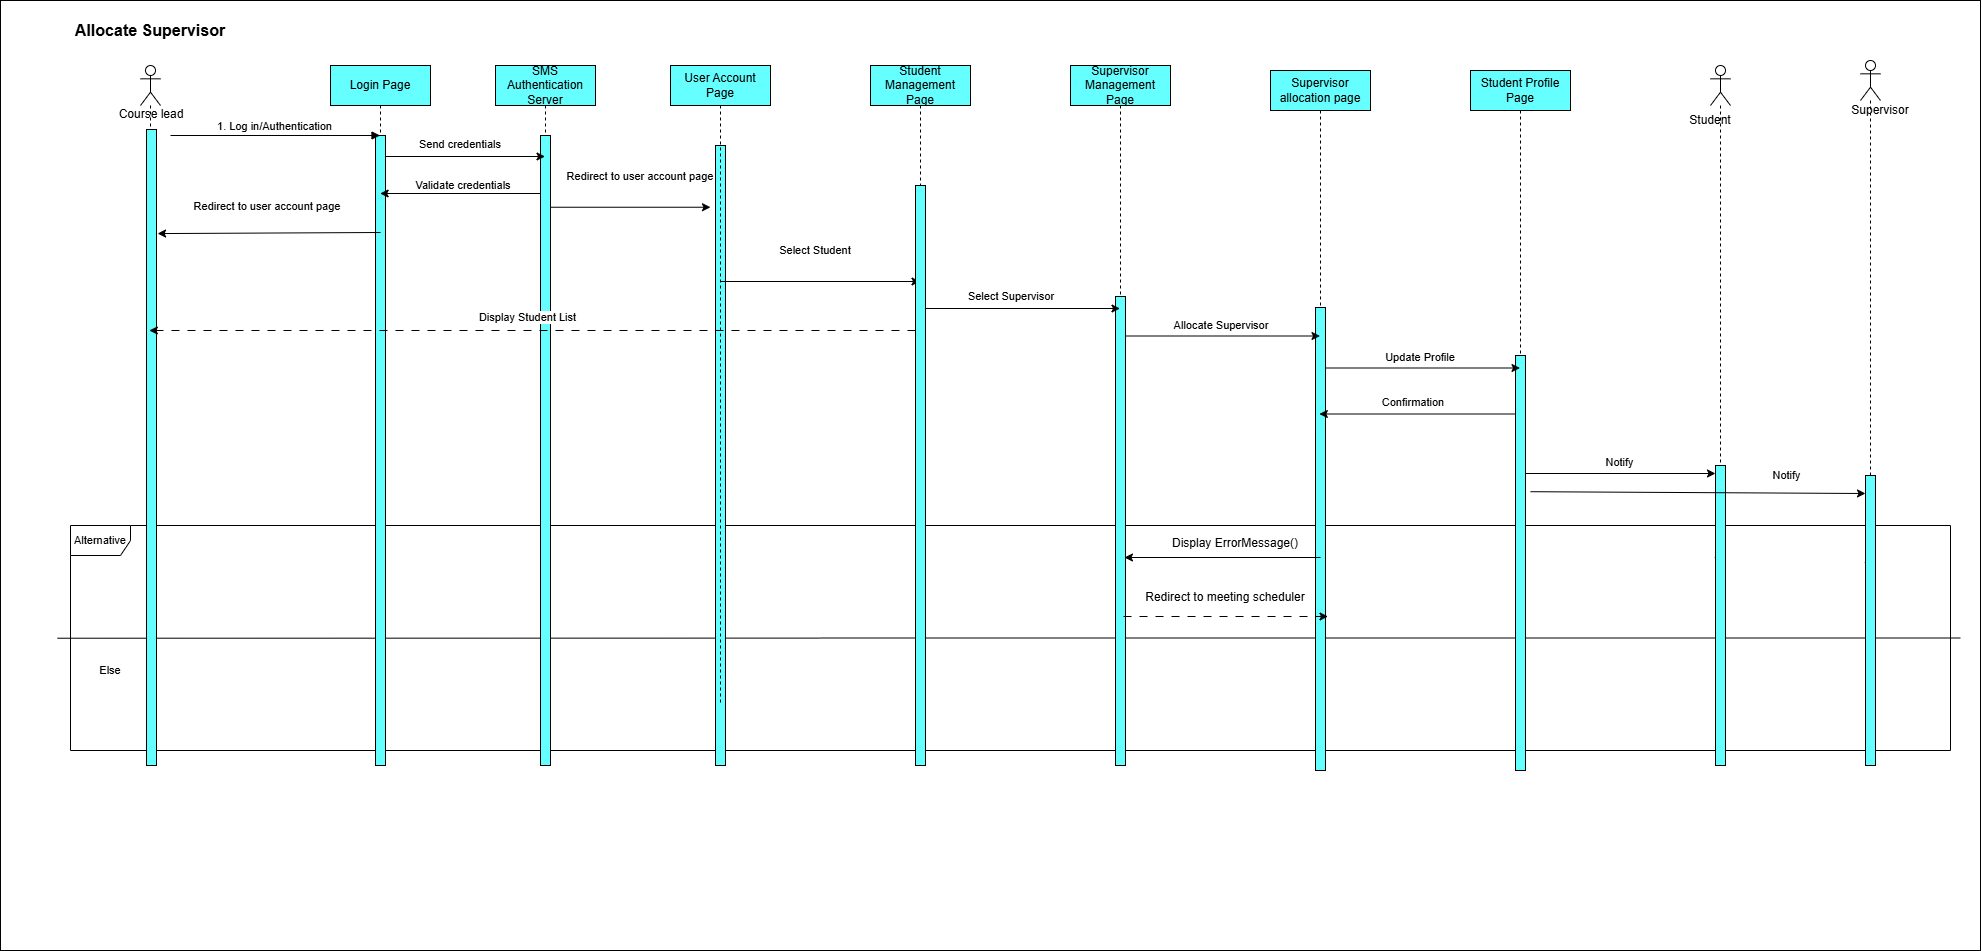 Allocate Supervisor
Course lead
Login Page
SMS
Authentication
Server
User Account
Page
Student
Management
Page
Supervisor
Management
Page
Supervisor
allocation page
Student Profile
Page
Student
Supervisor
1. Log in/Authentication
Send credentials
Redirect to user account page
Validate credentials
Redirect to user account page
Select Student
Select Supervisor
Display Student List
Allocate Supervisor
Update Profile
Confirmation
Notify
Notify
Alternative
Display ErrorMessage()
Redirect to meeting scheduler
Else